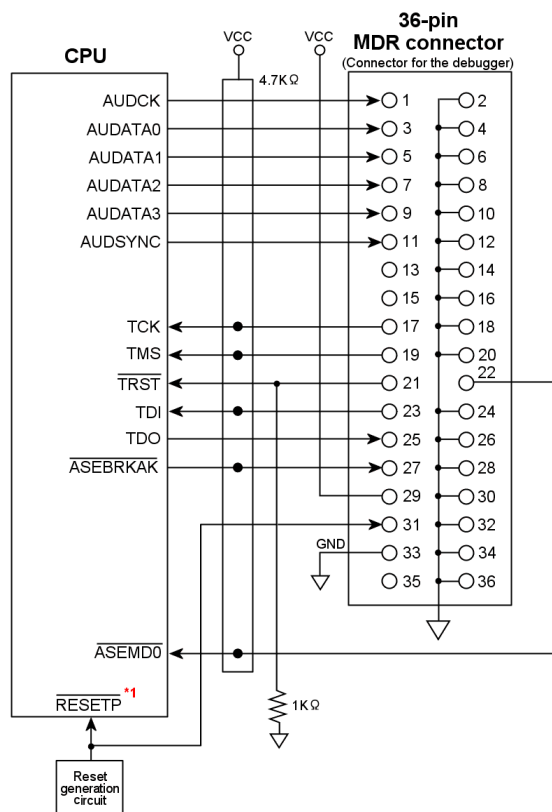 36-pin
MDR connector
(Connector for the debugger)
CPU
VCC
VCC
4.7KΩ
AUDCK
1
2
AUDATA0
3
4
AUDATA1
5
6
AUDATA2
7
8
AUDATA3
9
10
AUDSYNC
11
12
13
14
15
16
TCK
17
18
TMS
19
20
TRST
21
22
TDI
23
24
TDO
25
26
ASEBRKAK
27
28
29
30
31
32
GND
33
34
35
36
ASEMD0
RESETP *1
1KΩ
Reset
generation
circuit